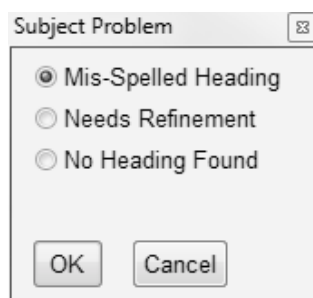 Subject Problem
Mis-Spelled Heading
Needs Refinement
No Heading Found
OK Cancel